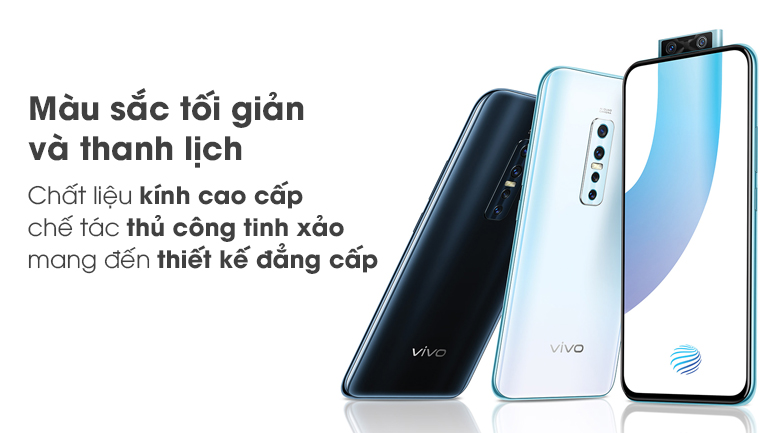 Màu sắc tối giản
và thanh lịch
Chất liệu kính cao cấp
chế tác thủ công tinh xảo
mang đến thiết kế đẳng cấp
vivo
vivo